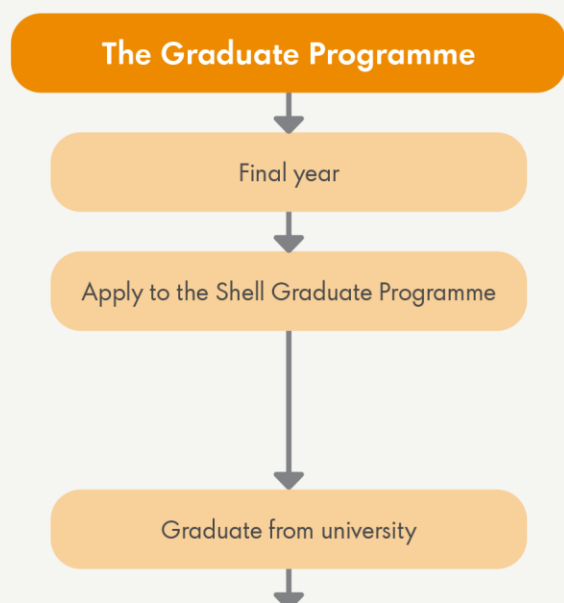 The Graduate Programme
Final year
Apply to the Shell Graduate Programme
Graduate from university